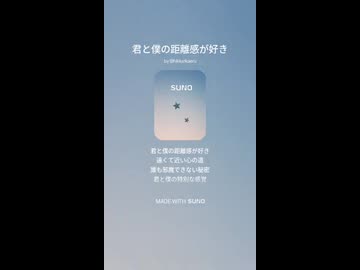 君と僕の距離感が好き
SUNO
君と僕の距離感が好き
遠くて近い心の道
誰も邪魔できない秘密
君と僕の特別な感覚
MADE WITH SUNO